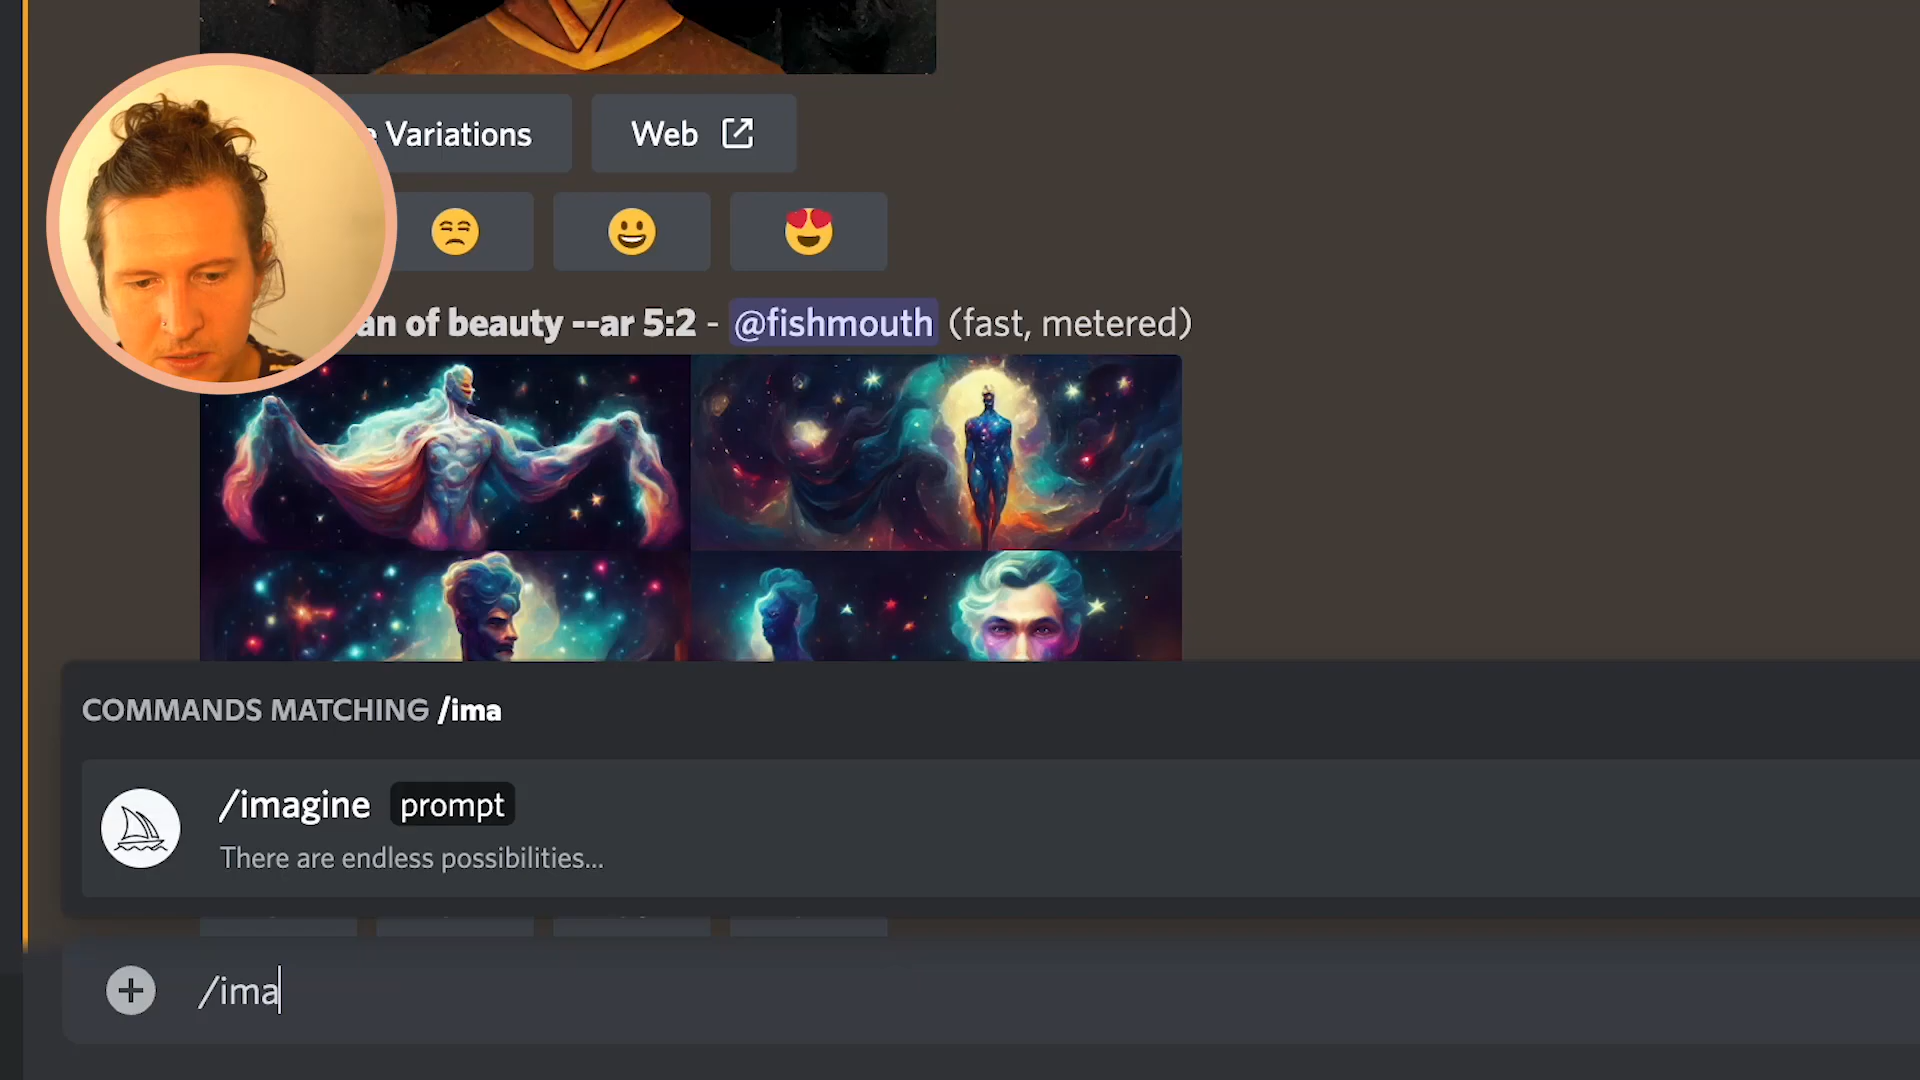 Variations
Web
an of beauty --ar 5:2 - @fishmouth (fast, metered)
COMMANDS MATCHING /ima
/imagine prompt
There are endless possibilities...
/ima